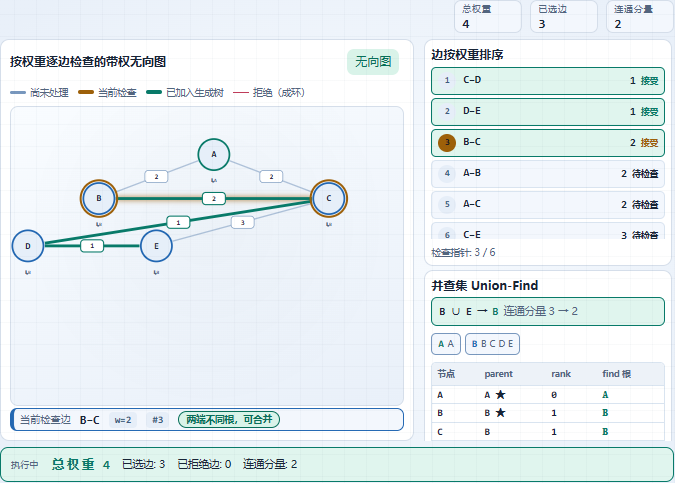 总权重 已选边 连通分量
4 3 2
按权重逐边检查的带权无向图 无向图
尚未处理 当前检查 已加入生成树 拒绝（成环）
A
2 2
B 2 C
1 3
D 1 E
当前检查边 B-C w=2 #3 两端不同根，可合并
边按权重排序
1 C-D 1 接受
2 D-E 1 接受
3 B-C 2 接受
4 A-B 2 待检查
5 A-C 2 待检查
6 C-E 3 待检查
检查指针: 3 / 6
并查集 Union-Find
B ∪ E → B 连通分量 3 → 2
A A B B C D E
节点 parent rank find 根
A A ★ 0 A
B B ★ 1 B
C B 1 B
执行中 总权重 4 已选边: 3 已拒绝边: 0 连通分量: 2